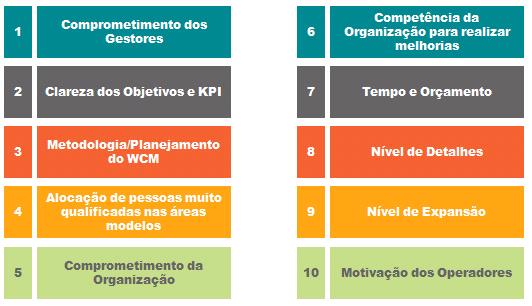 1
Comprometimento dos
Gestores
2
Clareza dos Objetivos e KPI
3
Metodologia/Planejamento
do WCM
4
Alocação de pessoas muito
qualificadas nas áreas
modelos
5
Comprometimento da
Organização
6
Competência da
Organização para realizar
melhorias
7
Tempo e Orçamento
8
Nível de Detalhes
9
Nível de Expansão
10
Motivação dos Operadores